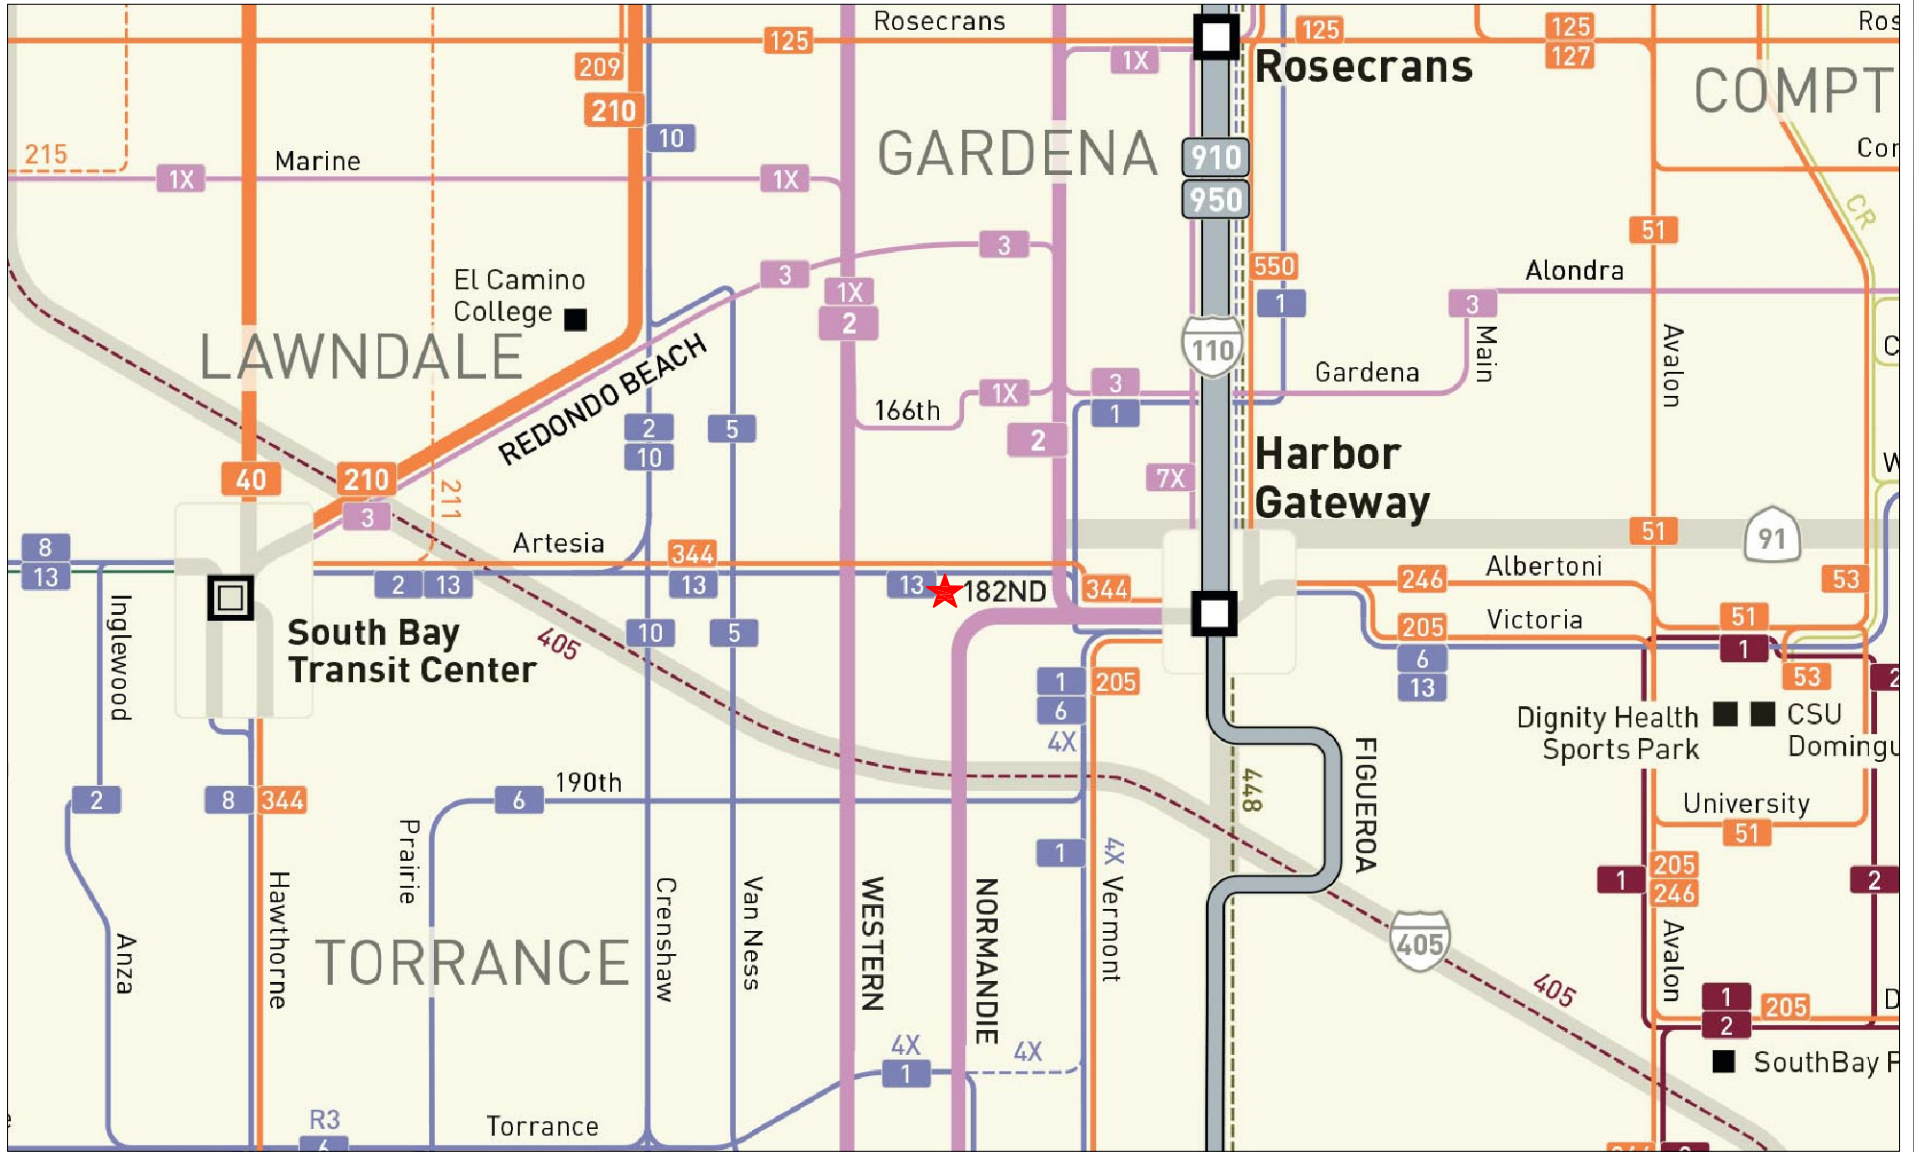 Rosecrans
Ros
125
125
125
127
209
1X
Rosecrans
COMPT
210
10
GARDENA
910
950
215
Marine
Cor
1X
1X
CR
51
3
3
550
El Camino
College
Alondra
1X
2
1
3
LAWNDALE
110
Main
Avalon
C
REDONDO BEACH
Gardena
3
1X
1
166th
2
10
5
2
Harbor
Gateway
W
40
210
7X
211
3
51
91
8
13
Artesia
344
Albertoni
2
13
13
13
182ND
344
246
53
Inglewood
South Bay
Transit Center
405
10
5
205
Victoria
51
1
6
13
1
205
6
4X
53
2
Dignity Health
Sports Park
CSU
Domingu
FIGUEROA
448
190th
2
8
344
6
University
51
Prairie
1
4X
Vermont
205
246
1
2
Anza
Hawthorne
TORRANCE
Crenshaw
Van Ness
WESTERN
NORMANDIE
405
Avalon
405
1
2
205
D
4X
1
4X
SouthBay P
R3
6
Torrance